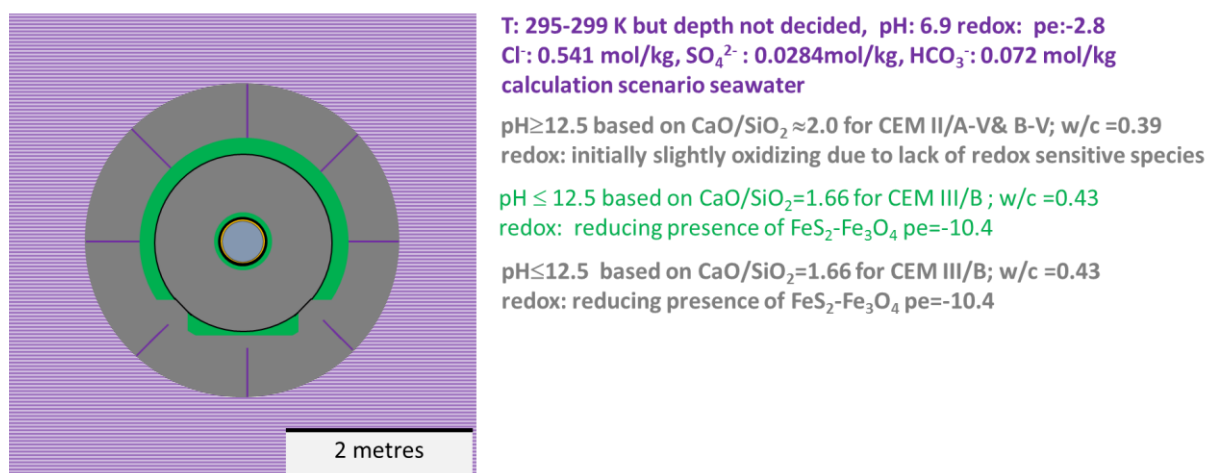 T: 295-299 K but depth not decided, pH: 6.9 redox: pe:-2.8
Cl⁻: 0.541 mol/kg, SO₄²⁻ : 0.0284mol/kg, HCO₃⁻: 0.072 mol/kg
calculation scenario seawater
pH≥12.5 based on CaO/SiO₂ ≈2.0 for CEM II/A-V& B-V; w/c =0.39
redox: initially slightly oxidizing due to lack of redox sensitive species
pH ≤ 12.5 based on CaO/SiO₂=1.66 for CEM III/B ; w/c =0.43
redox: reducing presence of FeS₂-Fe₃O₄ pe=-10.4
pH≤12.5 based on CaO/SiO₂=1.66 for CEM III/B; w/c =0.43
redox: reducing presence of FeS₂-Fe₃O₄ pe=-10.4
2 metres